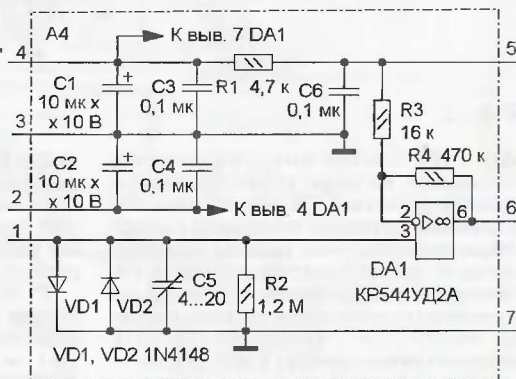 A4
К выв. 7 DA1
4
5
C1
10 мк x
x 10 В
C3
0,1 мк
R1
4,7 к
C6
0,1 мк
R3
16 к
3
C2
10 мк x
x 10 В
C4
0,1 мк
R4 470 к
2
К выв. 4 DA1
2
3
▷∞
6
6
1
DA1
КР544УД2А
VD1
VD2
C5
4...20
R2
1,2 М
7
VD1, VD2 1N4148